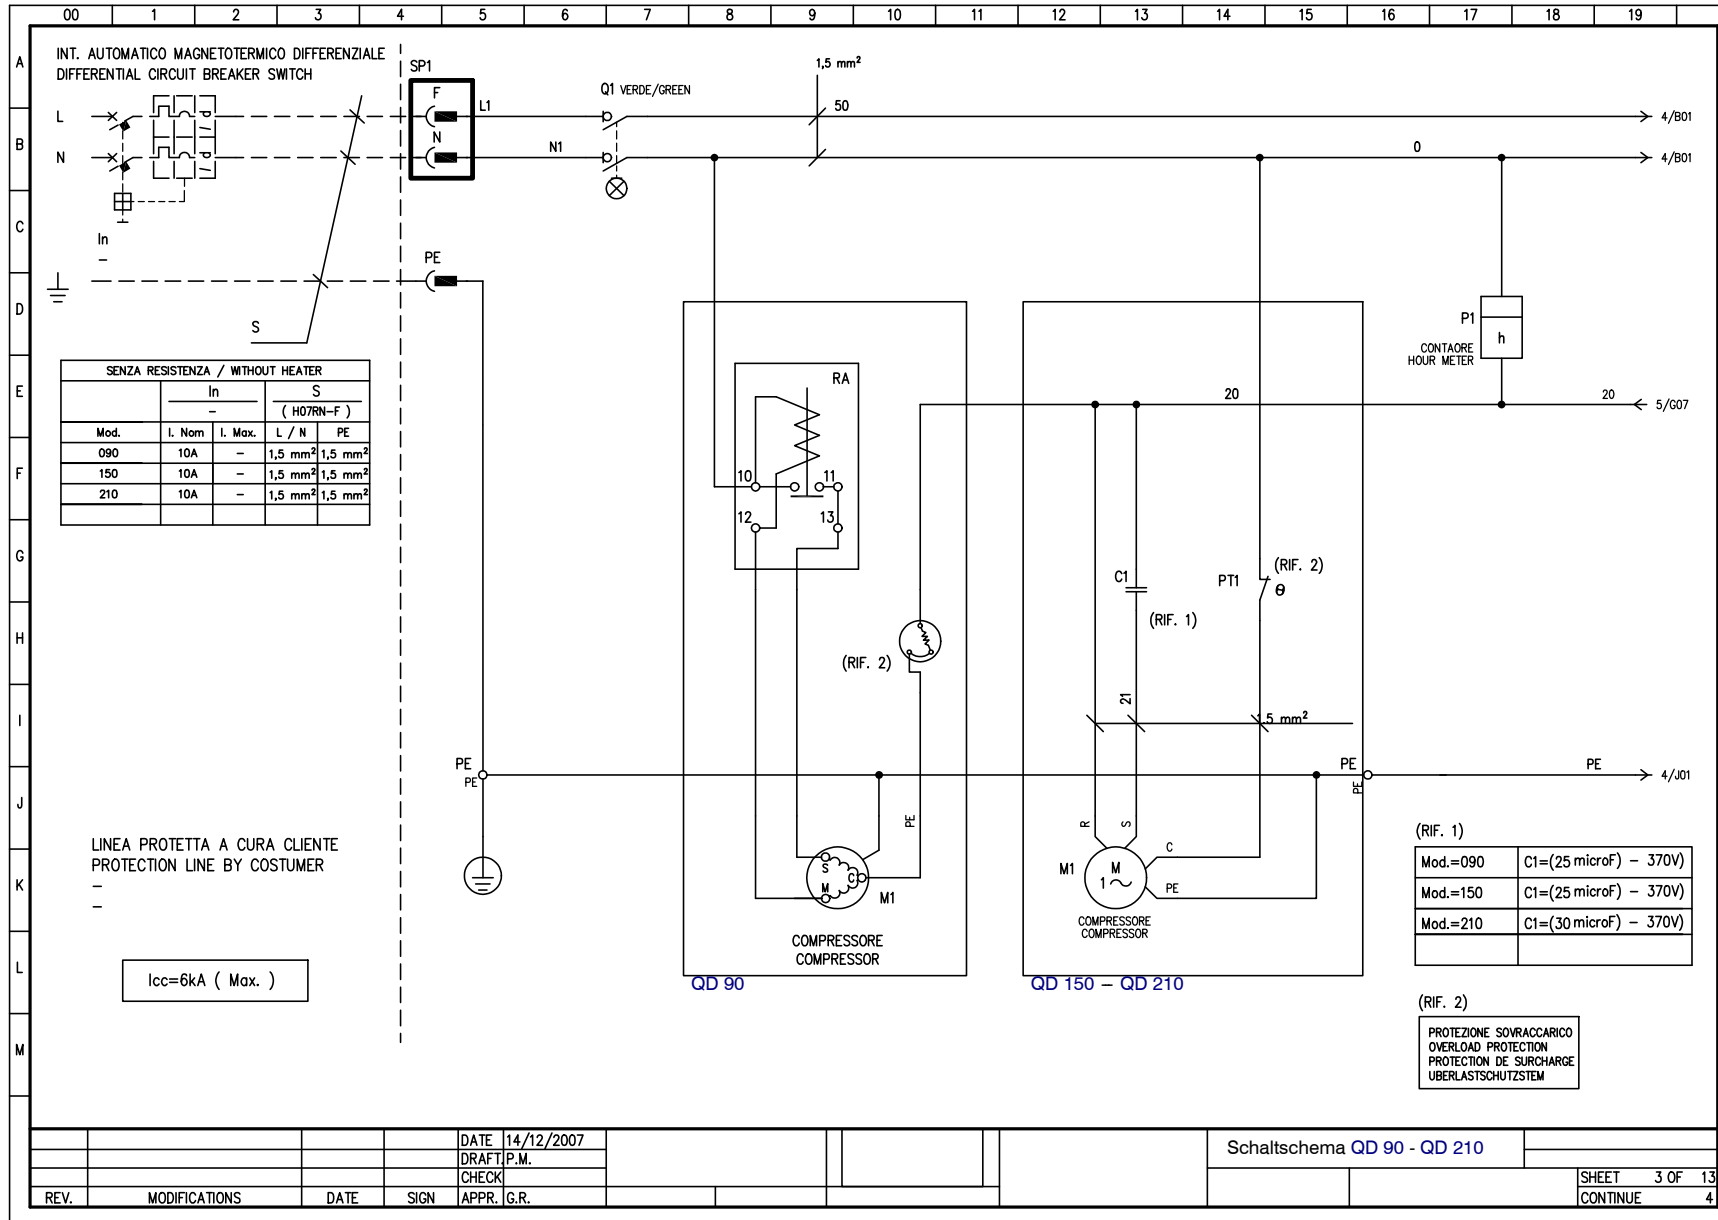 00 1 2 3 4 5 6 7 8 9 10 11 12 13 14 15 16 17 18 19
A
B
C
D
E
F
G
H
I
J
K
L
M
INT. AUTOMATICO MAGNETOTERMICO DIFFERENZIALE
DIFFERENTIAL CIRCUIT BREAKER SWITCH
L
N
In
-
S
SP1
F
N
L1
N1
PE
Q1 VERDE/GREEN
1,5 mm²
50
0
4/B01
4/B01
SENZA RESISTENZA / WITHOUT HEATER
In S
- ( H07RN-F )
Mod. I. Nom I. Max. L / N PE
090 10A - 1,5 mm² 1,5 mm²
150 10A - 1,5 mm² 1,5 mm²
210 10A - 1,5 mm² 1,5 mm²
RA
10 11
12 13
(RIF. 2)
PE
S
M
C
M1
COMPRESSORE
COMPRESSOR
QD 90
20
P1
h
CONTAORE
HOUR METER
20
5/G07
C1
(RIF. 1)
PT1
(RIF. 2)
Θ
21
1,5 mm²
PE
PE
PE
PE
PE
4/J01
R
S
C
PE
M1
M
1
COMPRESSORE
COMPRESSOR
QD 150 - QD 210
LINEA PROTETTA A CURA CLIENTE
PROTECTION LINE BY COSTUMER
-
-
Icc=6kA ( Max. )
(RIF. 1)
Mod.=090 C1=(25 microF) - 370V)
Mod.=150 C1=(25 microF) - 370V)
Mod.=210 C1=(30 microF) - 370V)
(RIF. 2)
PROTEZIONE SOVRACCARICO
OVERLOAD PROTECTION
PROTECTION DE SURCHARGE
UBERLASTSCHUTZSTEM
DATE 14/12/2007
DRAFT. P.M.
CHECK
REV. MODIFICATIONS DATE SIGN APPR. G.R.
Schaltschema QD 90 - QD 210
SHEET 3 OF 13
CONTINUE 4